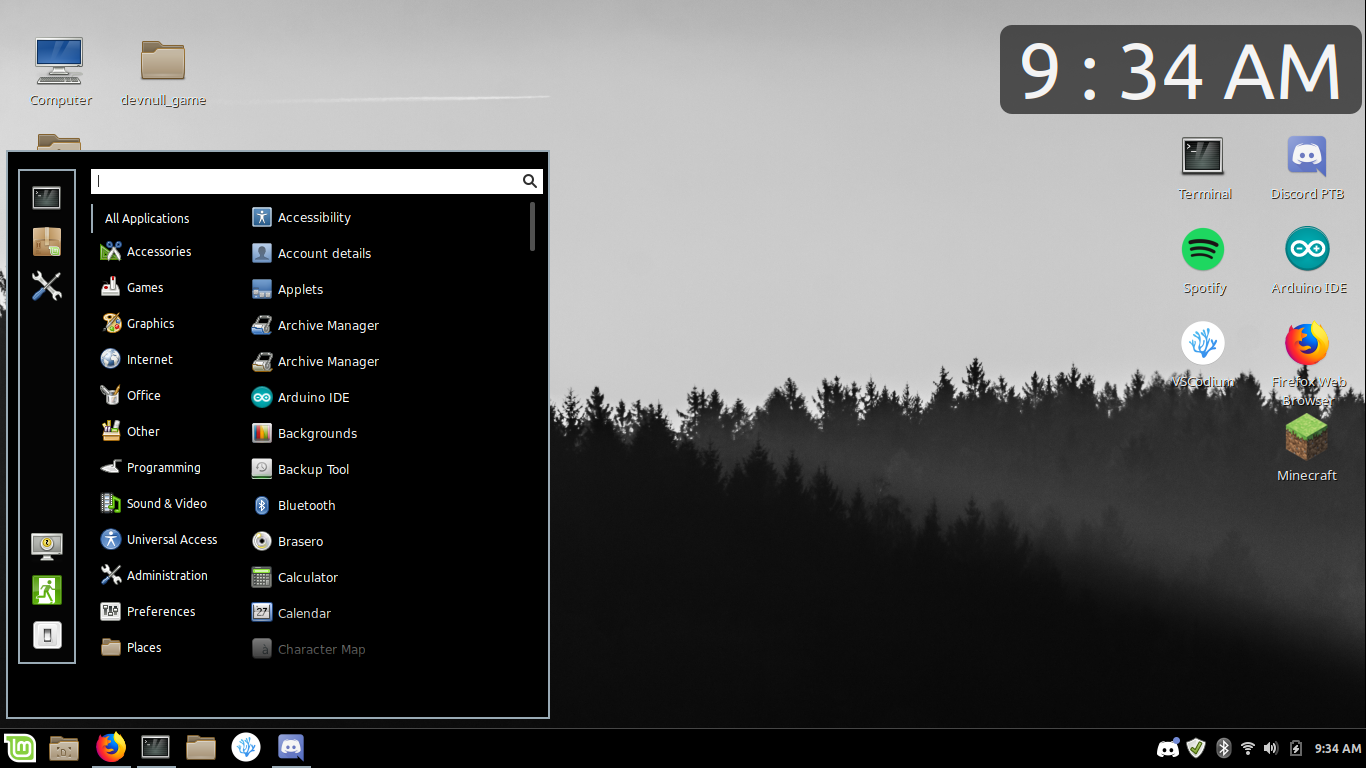 Computer
devnull_game
9 : 34 AM
Terminal
Discord PTB
Spotify
Arduino IDE
VSCodium
Firefox Web
Browser
Minecraft
All Applications
Accessories
Games
Graphics
Internet
Office
Other
Programming
Sound & Video
Universal Access
Administration
Preferences
Places
Accessibility
Account details
Applets
Archive Manager
Archive Manager
Arduino IDE
Backgrounds
Backup Tool
Bluetooth
Brasero
Calculator
27
Calendar
Character Map
9:34 AM